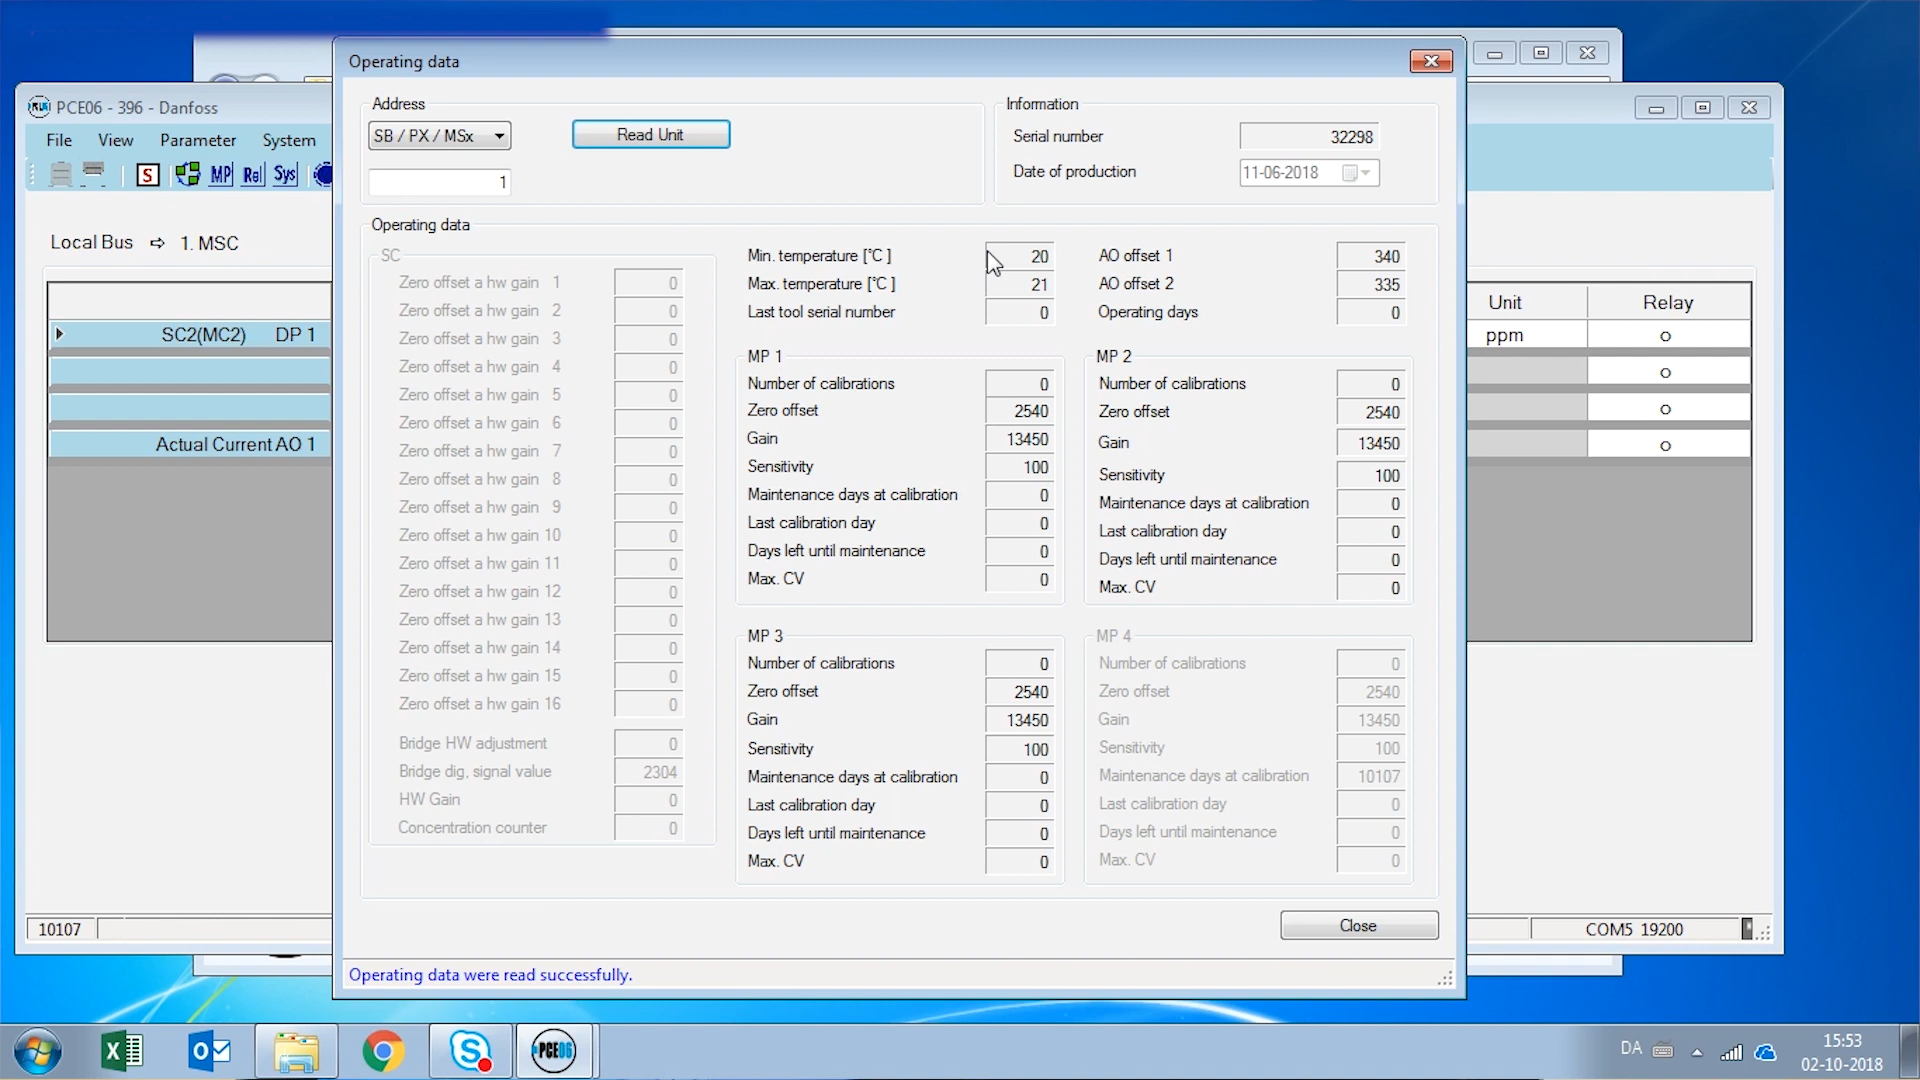 Operating data
PCE06 - 396 - Danfoss
File View Parameter System
S MP Rel Sys
Local Bus ⇨ 1. MSC
SC2(MC2) DP 1
Actual Current AO 1
10107
Address
SB / PX / MSx
Read Unit
1
Information
Serial number 32298
Date of production 11-06-2018
Operating data
SC
Zero offset a hw gain 1 0
Zero offset a hw gain 2 0
Zero offset a hw gain 3 0
Zero offset a hw gain 4 0
Zero offset a hw gain 5 0
Zero offset a hw gain 6 0
Zero offset a hw gain 7 0
Zero offset a hw gain 8 0
Zero offset a hw gain 9 0
Zero offset a hw gain 10 0
Zero offset a hw gain 11 0
Zero offset a hw gain 12 0
Zero offset a hw gain 13 0
Zero offset a hw gain 14 0
Zero offset a hw gain 15 0
Zero offset a hw gain 16 0
Bridge HW adjustment 0
Bridge dig, signal value 2304
HW Gain 0
Concentration counter 0
Min. temperature [°C ] 20
Max. temperature [°C ] 21
Last tool serial number 0
AO offset 1 340
AO offset 2 335
Operating days 0
MP 1
Number of calibrations 0
Zero offset 2540
Gain 13450
Sensitivity 100
Maintenance days at calibration 0
Last calibration day 0
Days left until maintenance 0
Max. CV 0
MP 2
Number of calibrations 0
Zero offset 2540
Gain 13450
Sensitivity 100
Maintenance days at calibration 0
Last calibration day 0
Days left until maintenance 0
Max. CV 0
MP 3
Number of calibrations 0
Zero offset 2540
Gain 13450
Sensitivity 100
Maintenance days at calibration 0
Last calibration day 0
Days left until maintenance 0
Max. CV 0
MP 4
Number of calibrations 0
Zero offset 2540
Gain 13450
Sensitivity 100
Maintenance days at calibration 10107
Last calibration day 0
Days left until maintenance 0
Max. CV 0
Close
Operating data were read successfully.
Unit Relay
ppm o
o
o
o
COM5 19200
PCE06
DA
15:53
02-10-2018